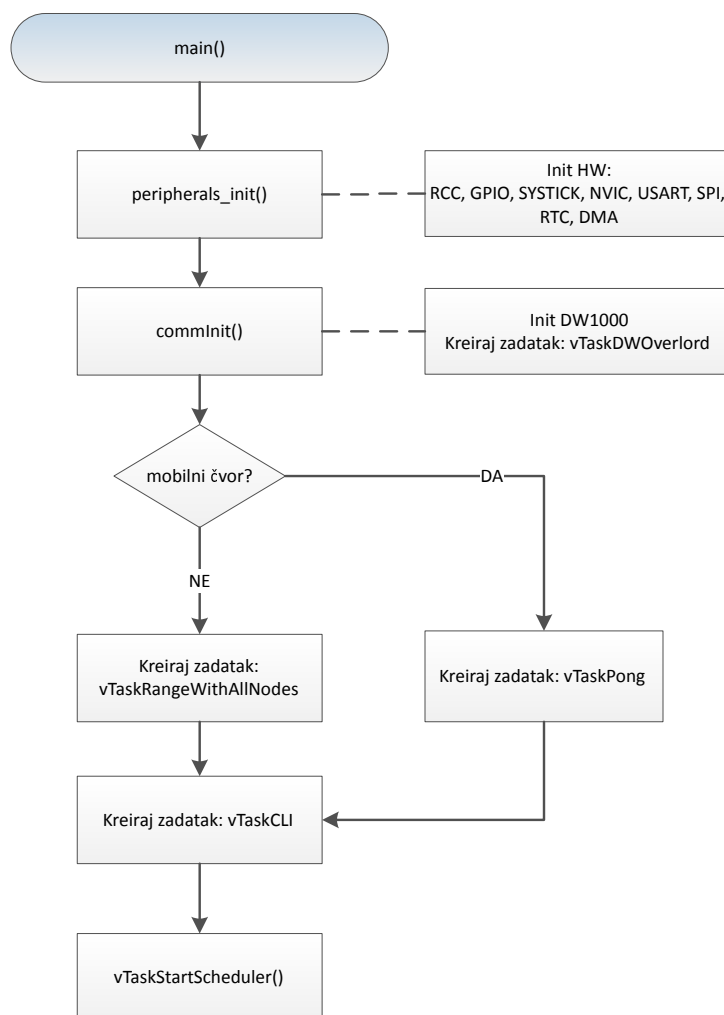 main()
peripherals_init()
Init HW:
RCC, GPIO, SYSTICK, NVIC, USART, SPI,
RTC, DMA
commInit()
Init DW1000
Kreiraj zadatak: vTaskDWOverlord
mobilni čvor?
DA
NE
Kreiraj zadatak:
vTaskRangeWithAllNodes
Kreiraj zadatak: vTaskPong
Kreiraj zadatak: vTaskCLI
vTaskStartScheduler()